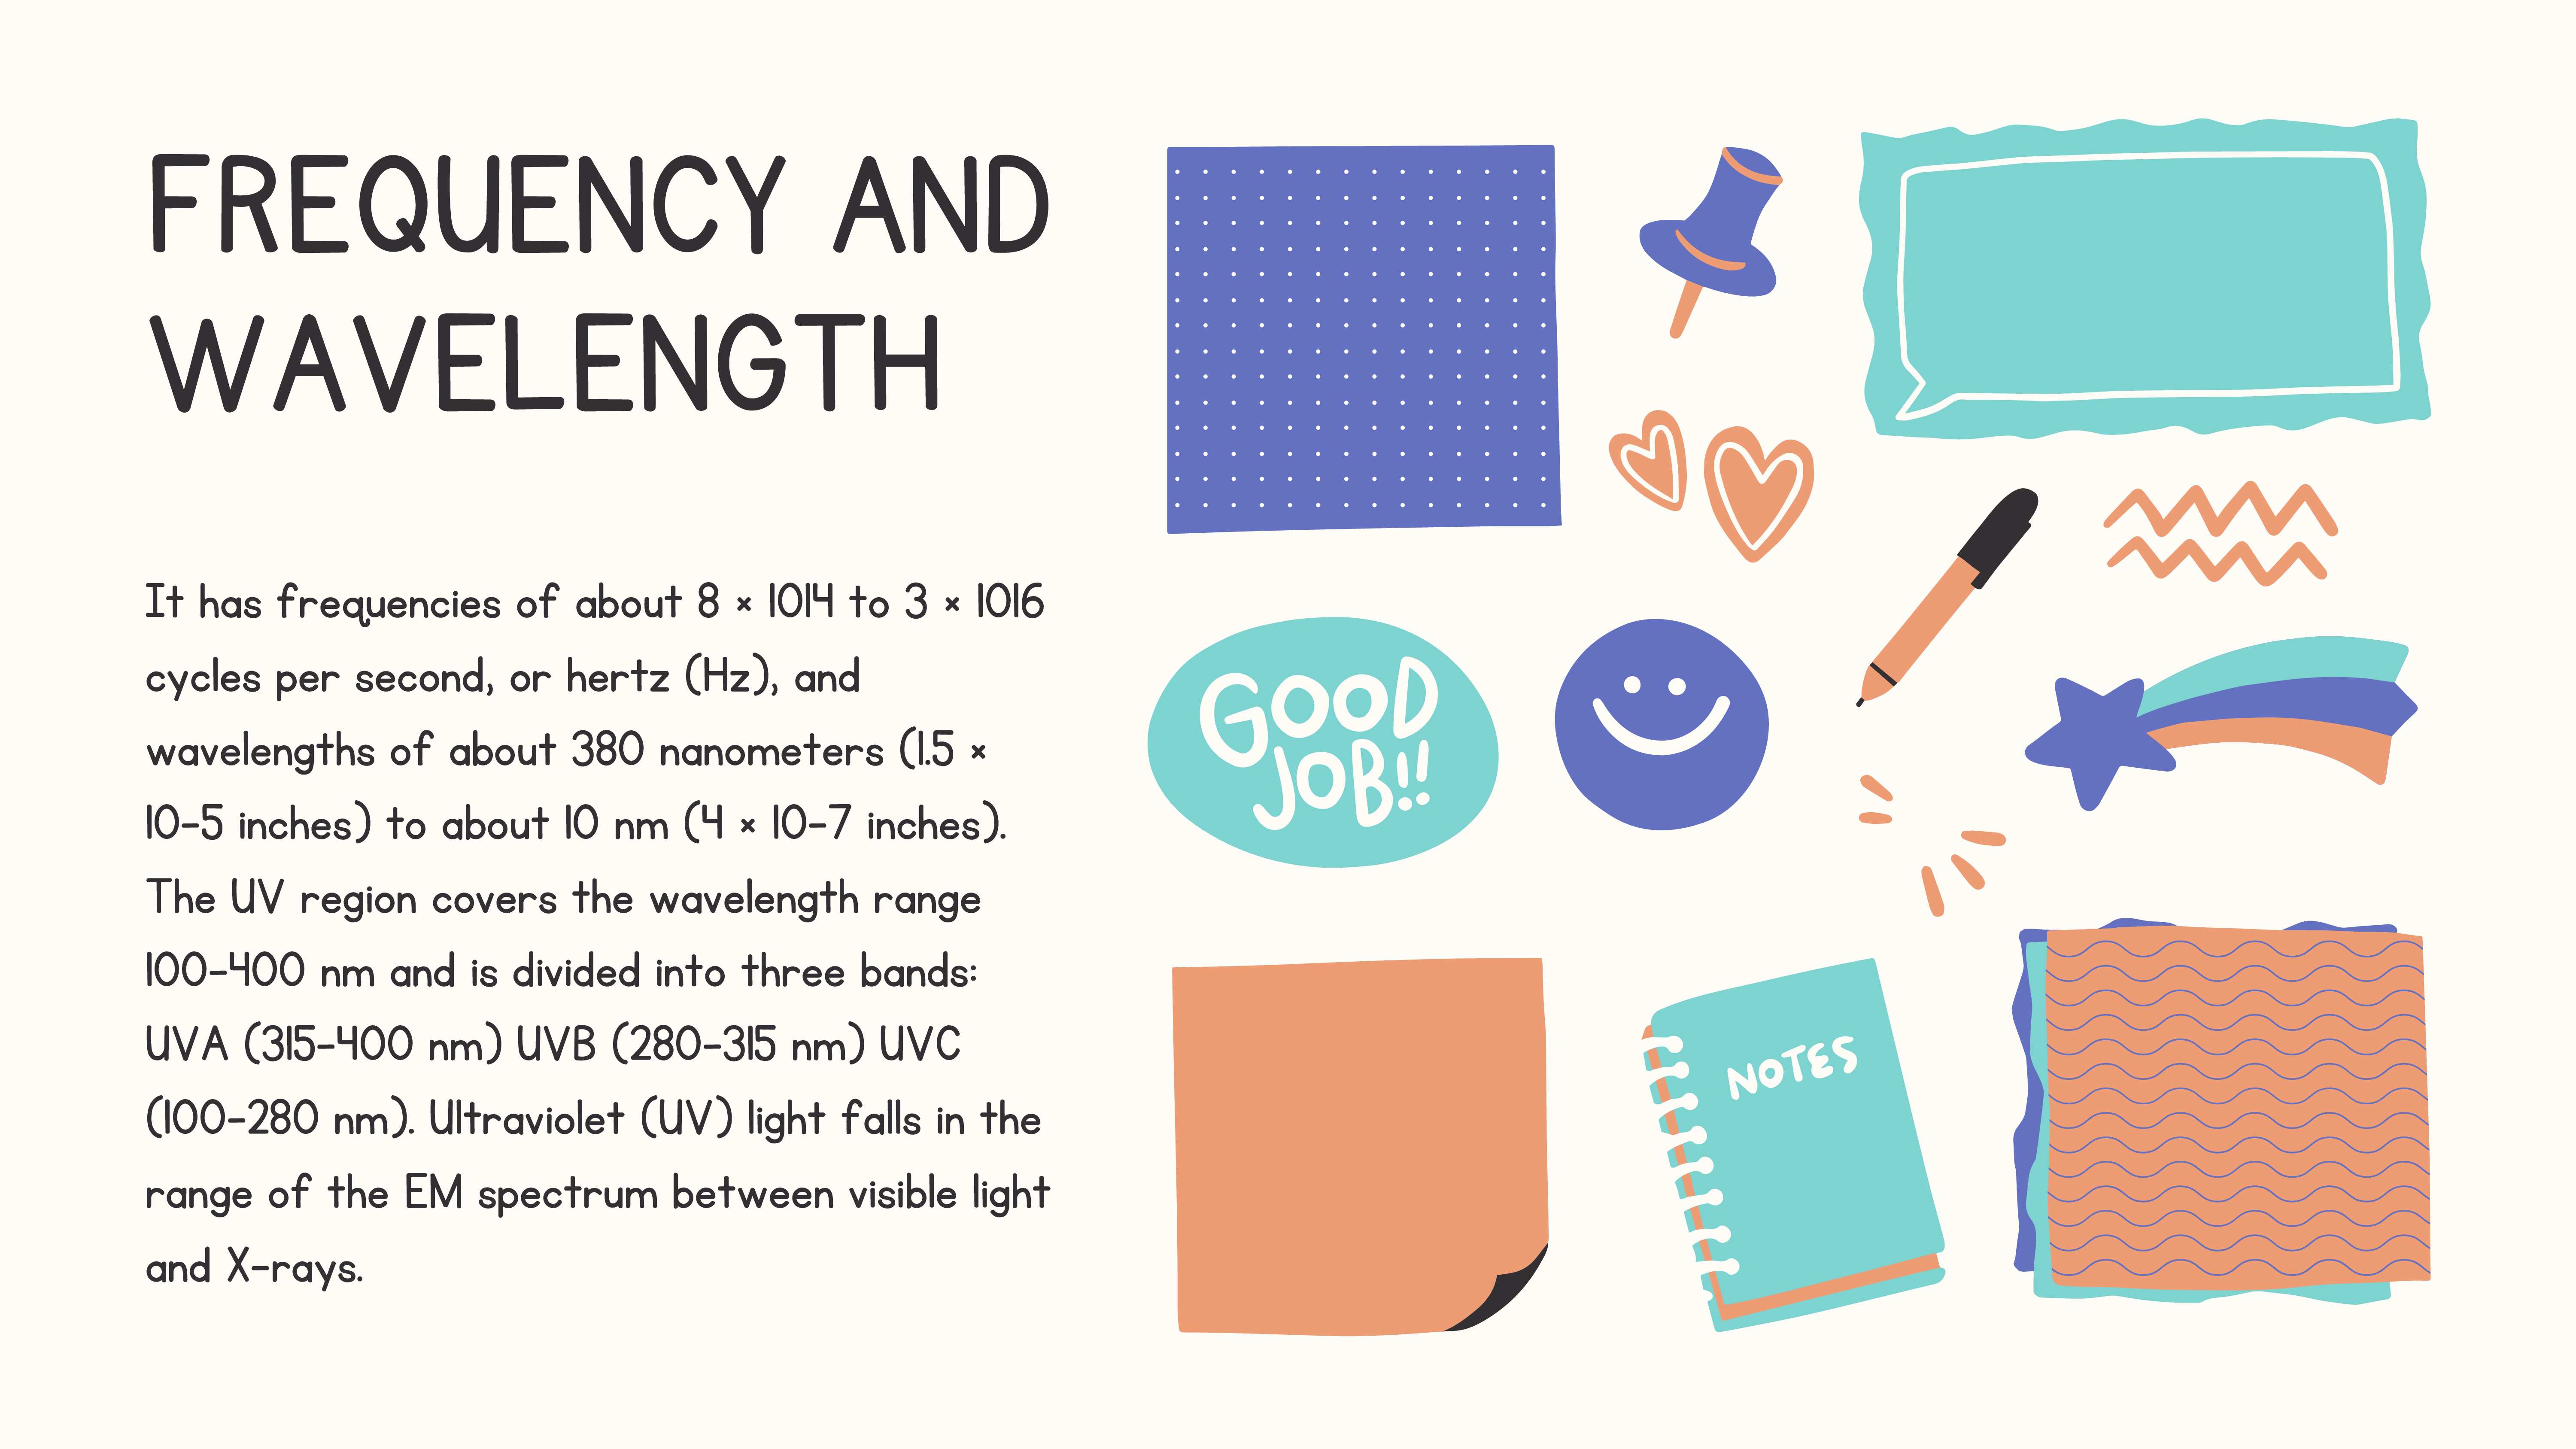 FREQUENCY AND
WAVELENGTH
It has frequencies of about 8 × 1014 to 3 × 1016
cycles per second, or hertz (Hz), and
wavelengths of about 380 nanometers (1.5 ×
10-5 inches) to about 10 nm (4 × 10-7 inches).
The UV region covers the wavelength range
100-400 nm and is divided into three bands:
UVA (315-400 nm) UVB (280-315 nm) UVC
(100-280 nm). Ultraviolet (UV) light falls in the
range of the EM spectrum between visible light
and X-rays.
GOOD
JOB!!
NOTES